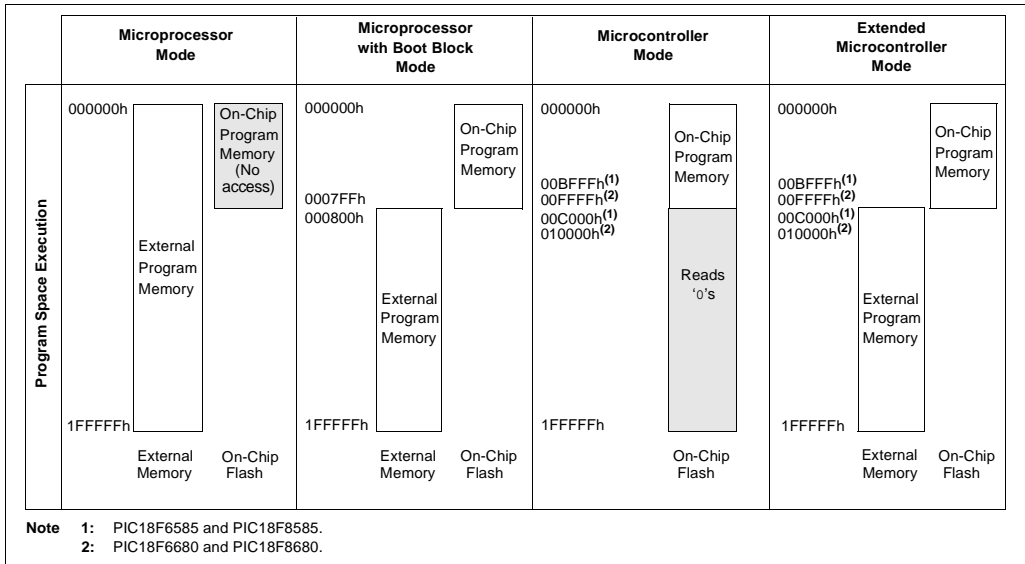 Microprocessor
Mode
Microprocessor
with Boot Block
Mode
Microcontroller
Mode
Extended
Microcontroller
Mode
Program Space Execution
000000h
On-Chip
Program
Memory
(No
access)
External
Program
Memory
1FFFFFh
External
Memory
On-Chip
Flash
000000h
On-Chip
Program
Memory
0007FFh
000800h
External
Program
Memory
1FFFFFh
External
Memory
On-Chip
Flash
000000h
On-Chip
Program
Memory
00BFFFh(1)
00FFFFh(2)
00C000h(1)
010000h(2)
Reads
‘0’s
1FFFFFh
On-Chip
Flash
000000h
On-Chip
Program
Memory
00BFFFh(1)
00FFFFh(2)
00C000h(1)
010000h(2)
External
Program
Memory
1FFFFFh
External
Memory
On-Chip
Flash
Note 1: PIC18F6585 and PIC18F8585.
2: PIC18F6680 and PIC18F8680.